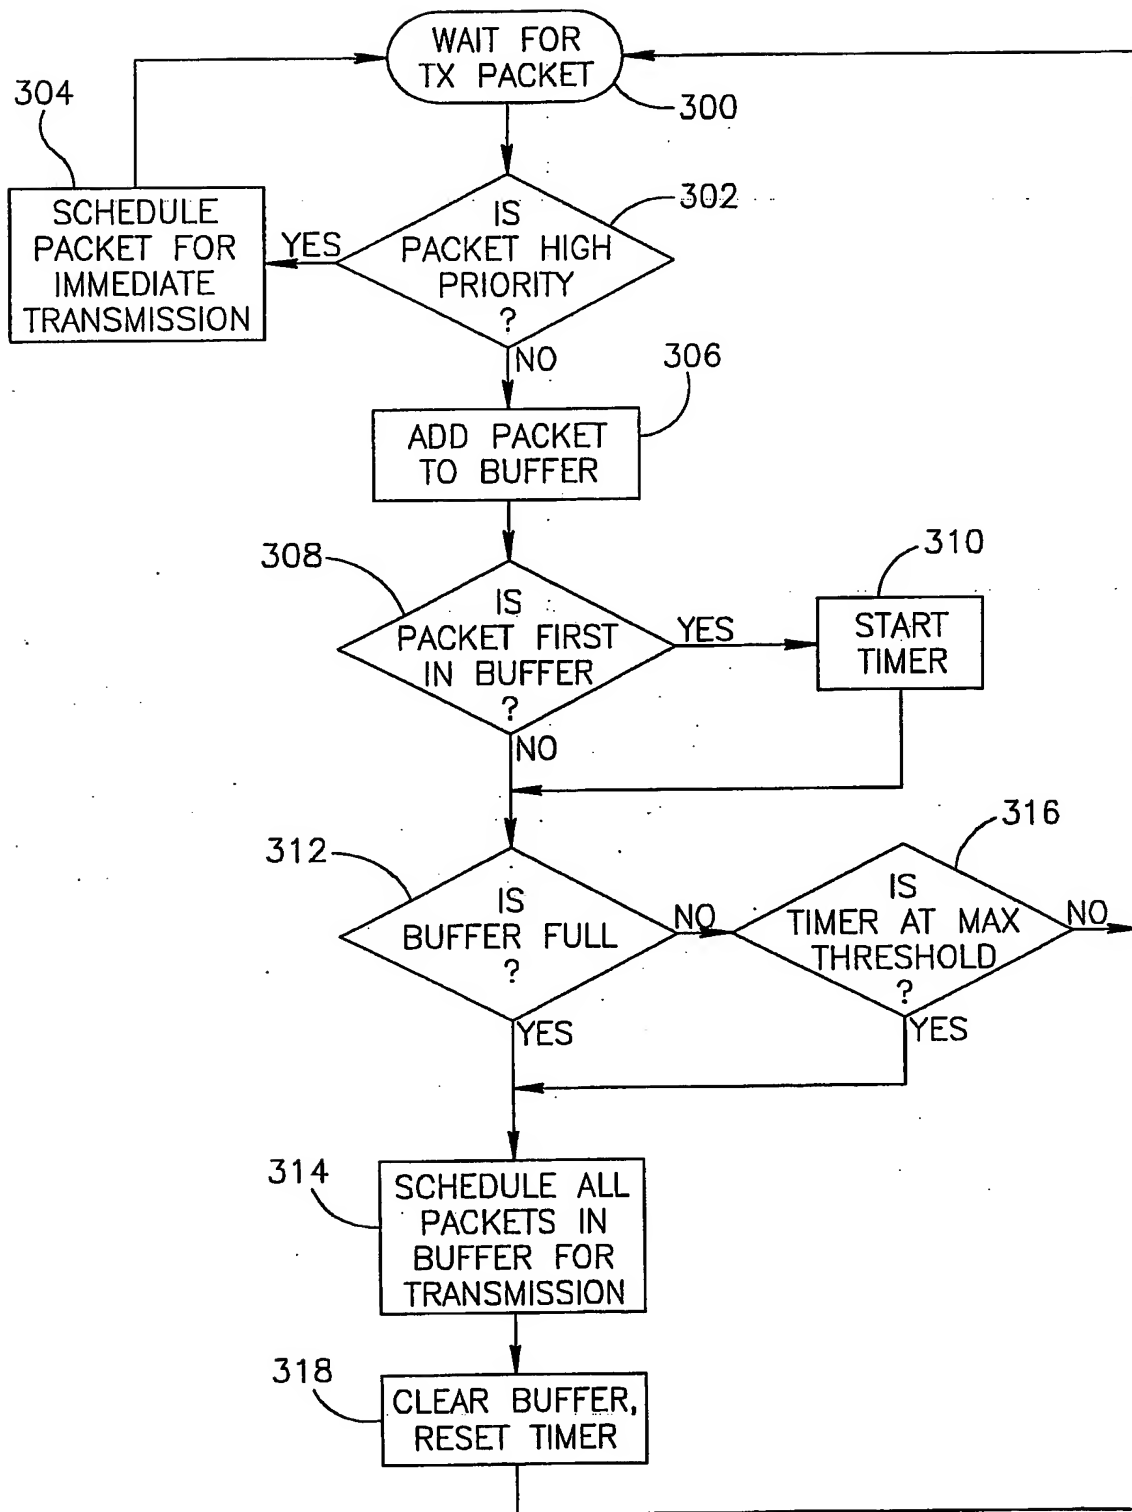 WAIT FOR
TX PACKET
300
304
302
SCHEDULE
PACKET FOR
IMMEDIATE
TRANSMISSION
YES
IS
PACKET HIGH
PRIORITY
?
NO
306
ADD PACKET
TO BUFFER
308
310
IS
PACKET FIRST
IN BUFFER
?
YES
START
TIMER
NO
312
316
IS
BUFFER FULL
?
NO
IS
TIMER AT MAX
THRESHOLD
?
NO
YES
YES
314
SCHEDULE ALL
PACKETS IN
BUFFER FOR
TRANSMISSION
318
CLEAR BUFFER,
RESET TIMER